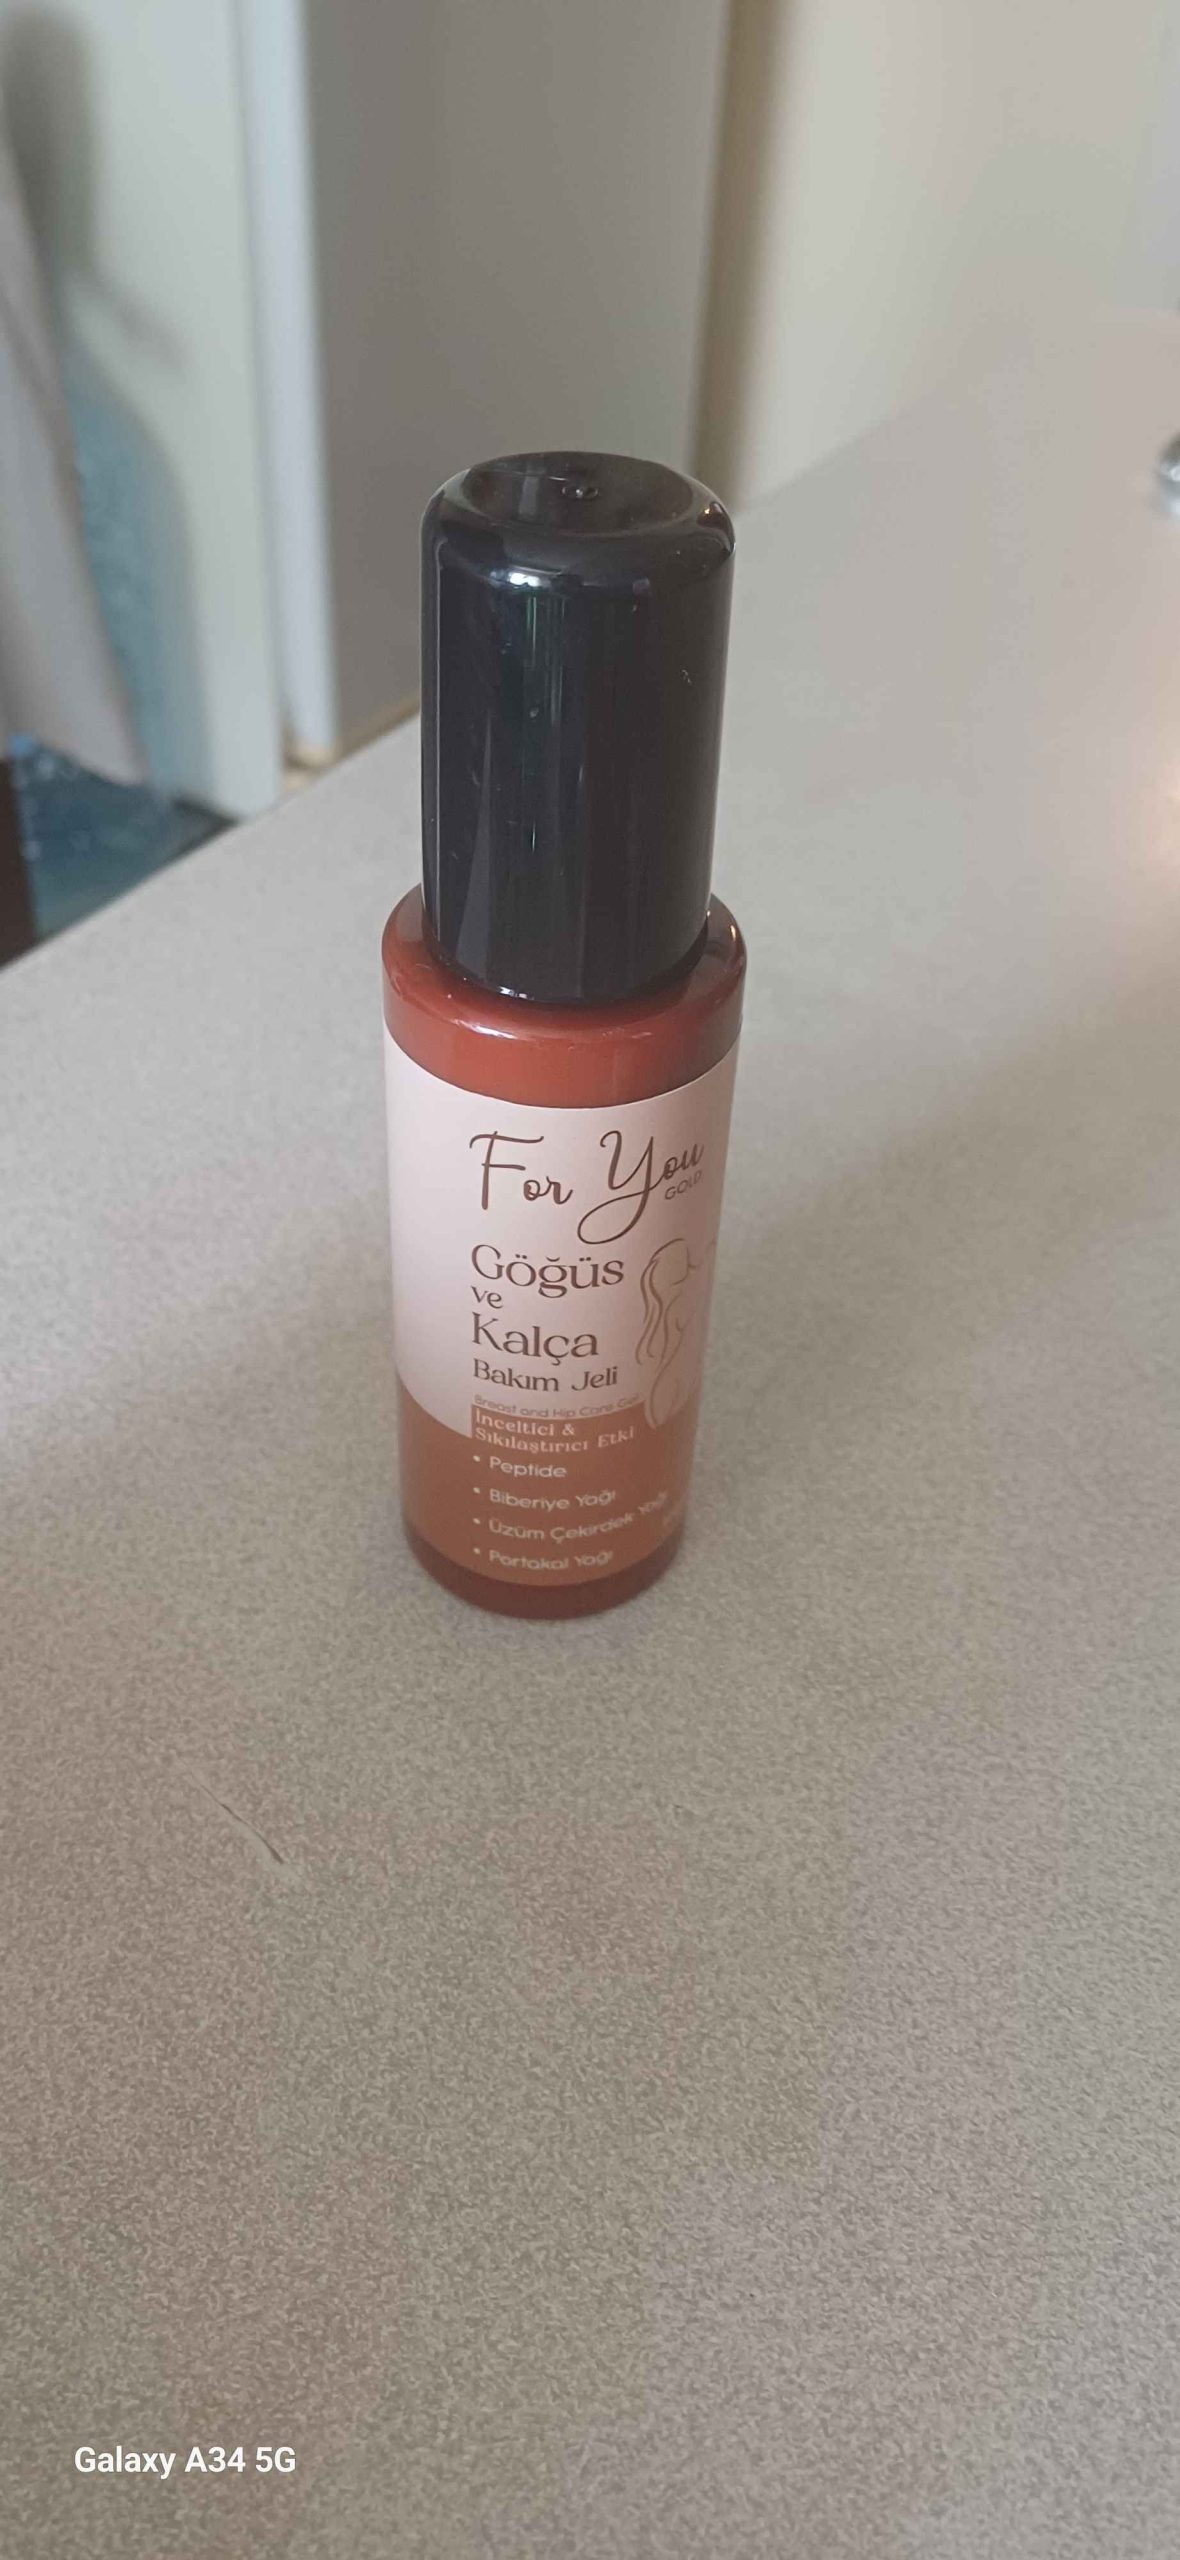 For You
GOLD
Göğüs
ve
Kalça
Bakım Jeli
Breast and Hip Care Gel
İnceltici &
Sıkılaştırıcı Etki
• Peptide
• Biberiye Yağı
• Üzüm Çekirdek Yağı
• Portakal Yağı
Galaxy A34 5G